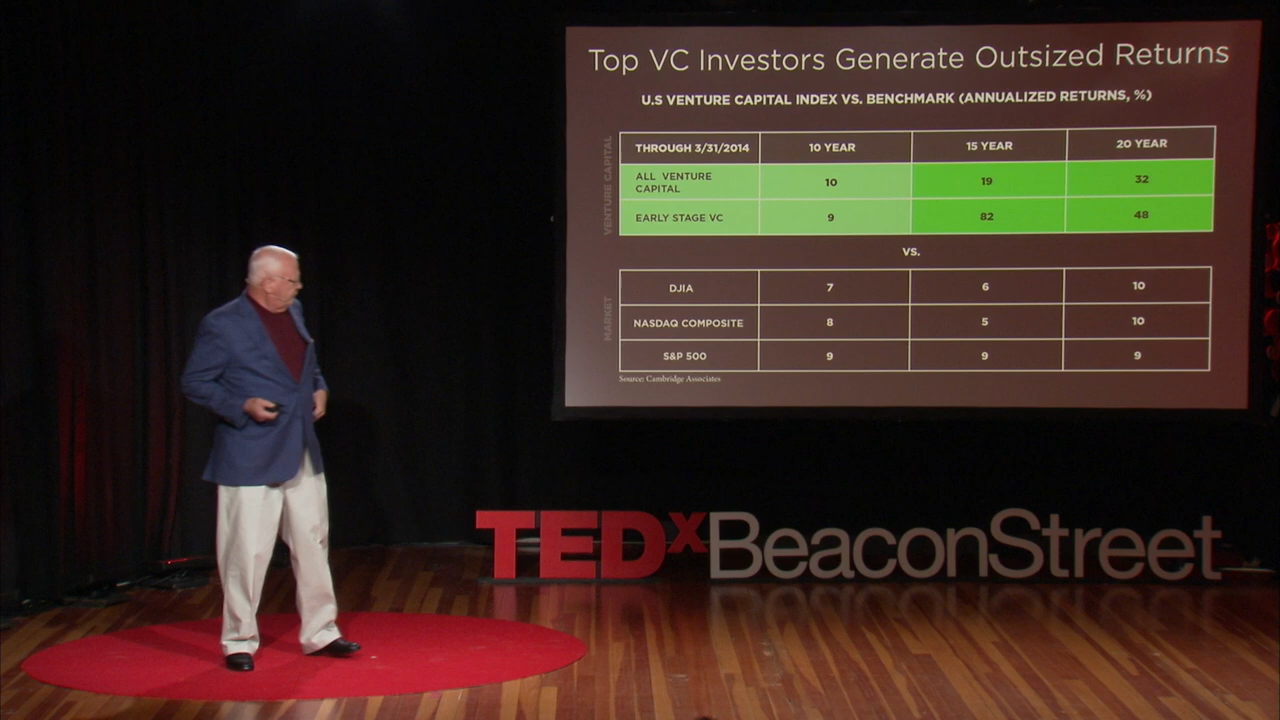 Top VC Investors Generate Outsized Returns
U.S VENTURE CAPITAL INDEX VS. BENCHMARK (ANNUALIZED RETURNS, %)
VENTURE CAPITAL
THROUGH 3/31/2014 10 YEAR 15 YEAR 20 YEAR
ALL VENTURE
CAPITAL 10 19 32
EARLY STAGE VC 9 82 48
VS.
MARKET
DJIA 7 6 10
NASDAQ COMPOSITE 8 5 10
S&P 500 9 9 9
Source: Cambridge Associates
TEDxBeaconStreet